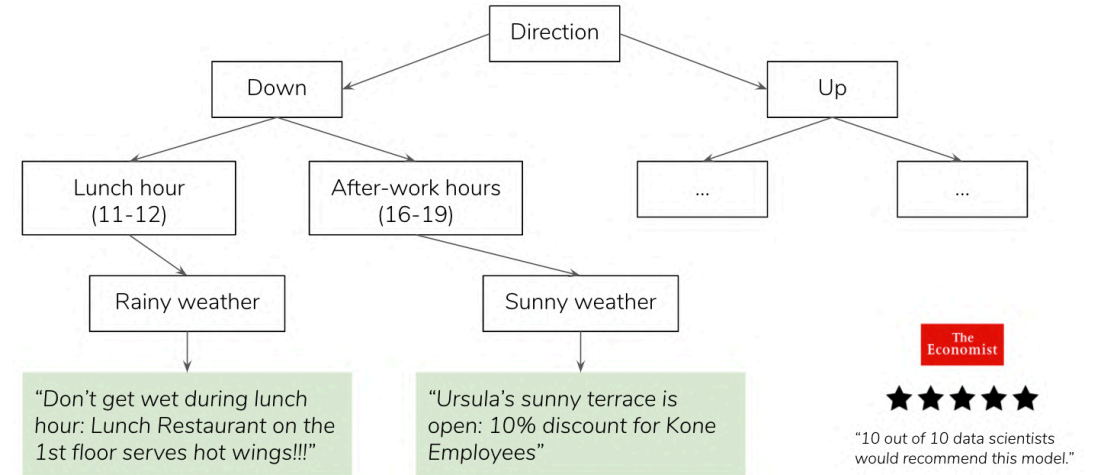 Direction
Down
Up
Lunch hour
(11-12)
After-work hours
(16-19)
...
...
Rainy weather
Sunny weather
“Don’t get wet during lunch
hour: Lunch Restaurant on the
1st floor serves hot wings!!!”
“Ursula’s sunny terrace is
open: 10% discount for Kone
Employees”
The
Economist
“10 out of 10 data scientists
would recommend this model.”